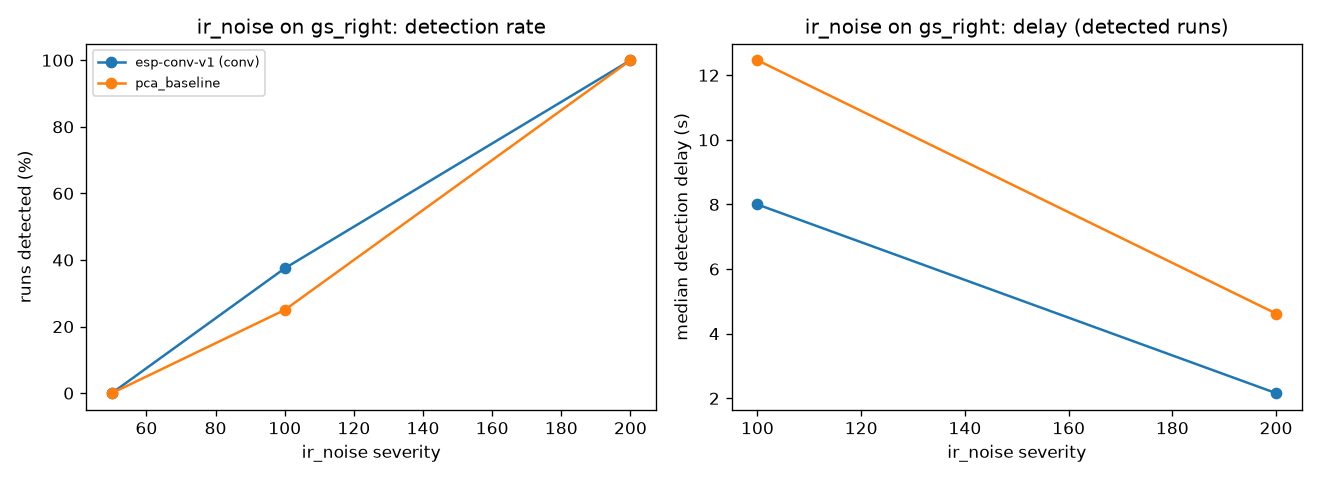 ir_noise on gs_right: detection rate
esp-conv-v1 (conv)
pca_baseline
runs detected (%)
100
80
60
40
20
0
60 80 100 120 140 160 180 200
ir_noise severity
ir_noise on gs_right: delay (detected runs)
median detection delay (s)
12
10
8
6
4
2
100 120 140 160 180 200
ir_noise severity